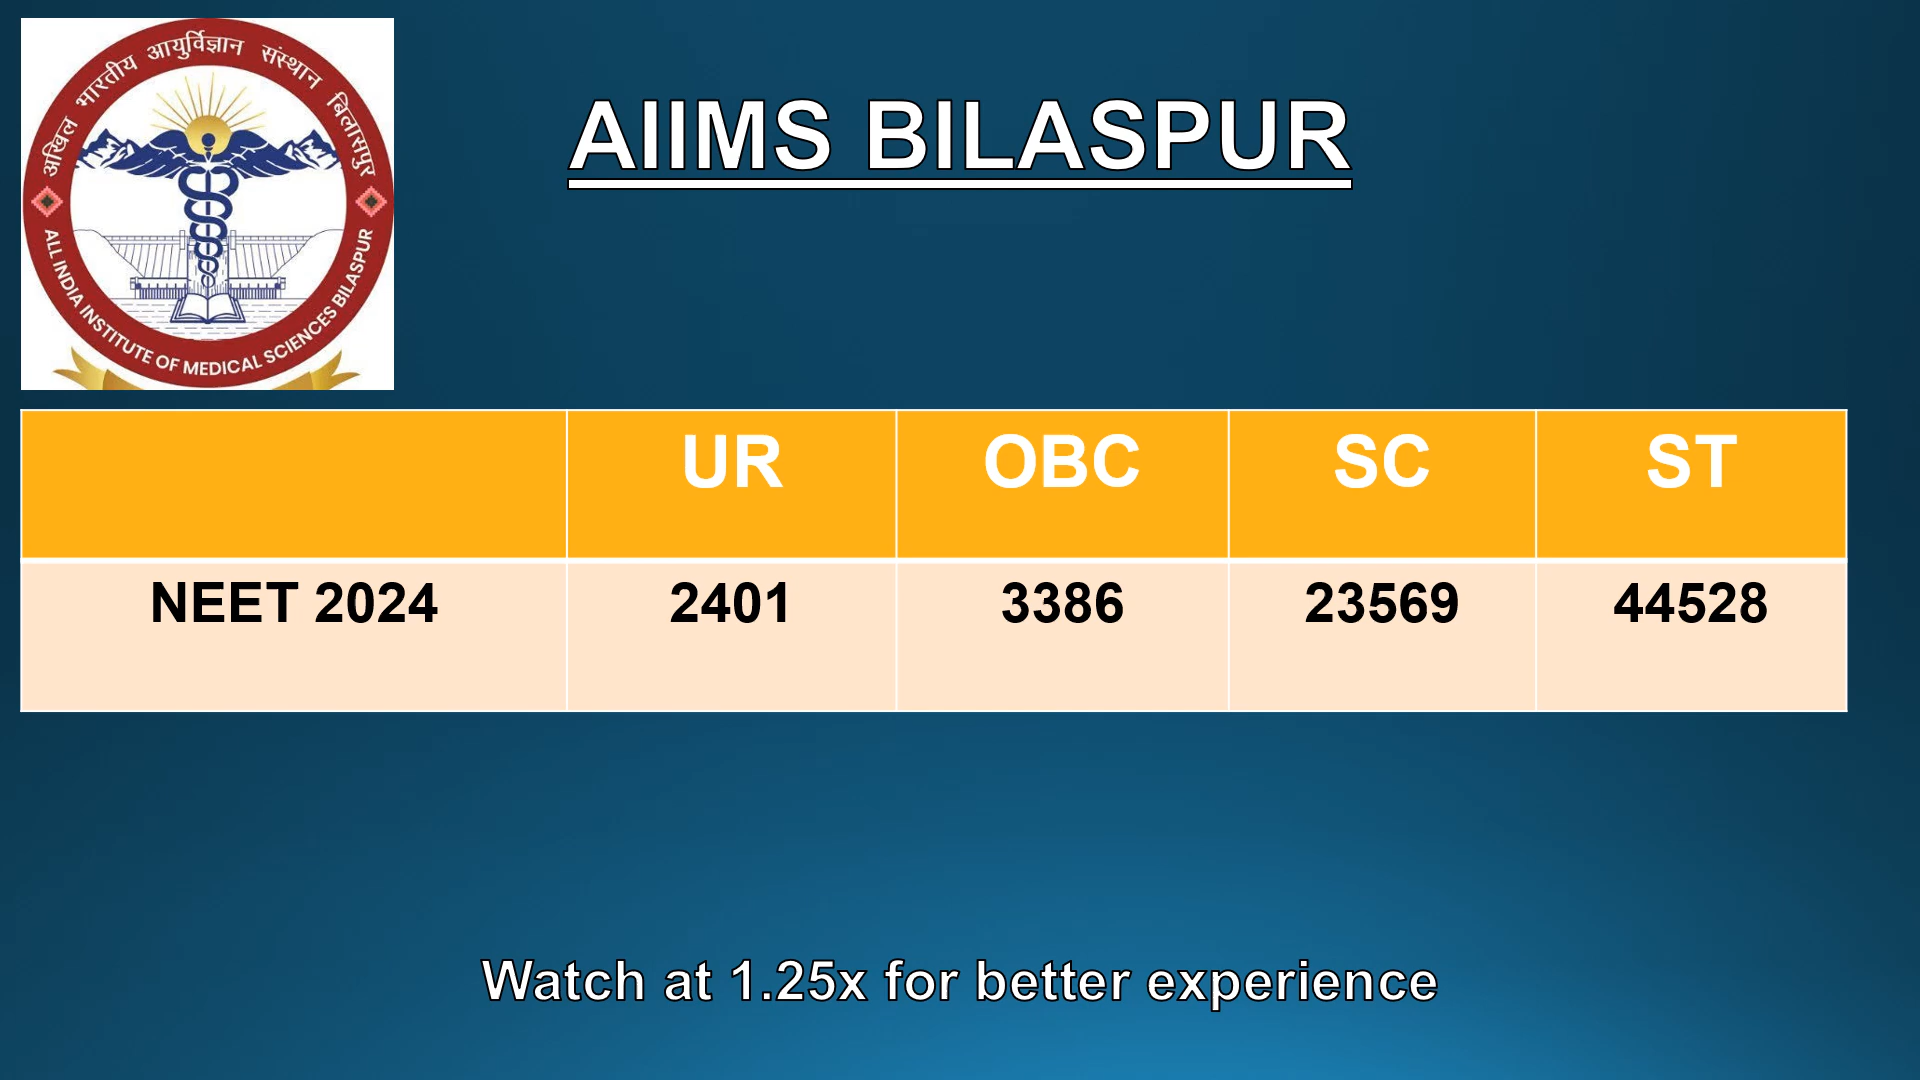 अखिल भारतीय आयुर्विज्ञान संस्थान बिलासपुर
ALL INDIA INSTITUTE OF MEDICAL SCIENCES BILASPUR
AIIMS BILASPUR
UR OBC SC ST
NEET 2024 2401 3386 23569 44528
Watch at 1.25x for better experience